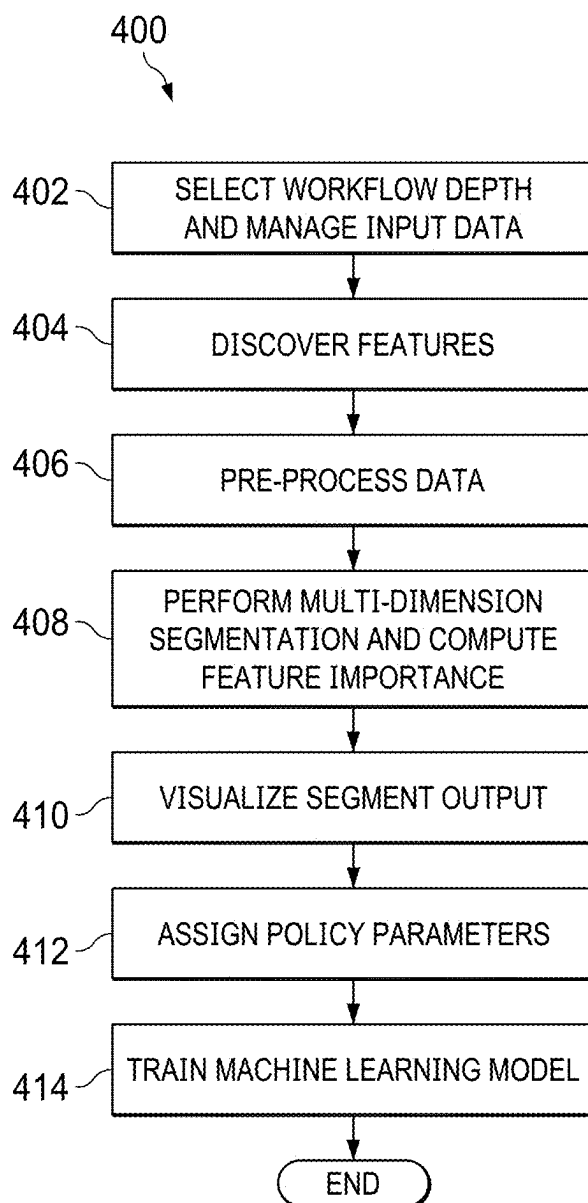 400
402
SELECT WORKFLOW DEPTH
AND MANAGE INPUT DATA
404
DISCOVER FEATURES
406
PRE-PROCESS DATA
408
PERFORM MULTI-DIMENSION
SEGMENTATION AND COMPUTE
FEATURE IMPORTANCE
410
VISUALIZE SEGMENT OUTPUT
412
ASSIGN POLICY PARAMETERS
414
TRAIN MACHINE LEARNING MODEL
END